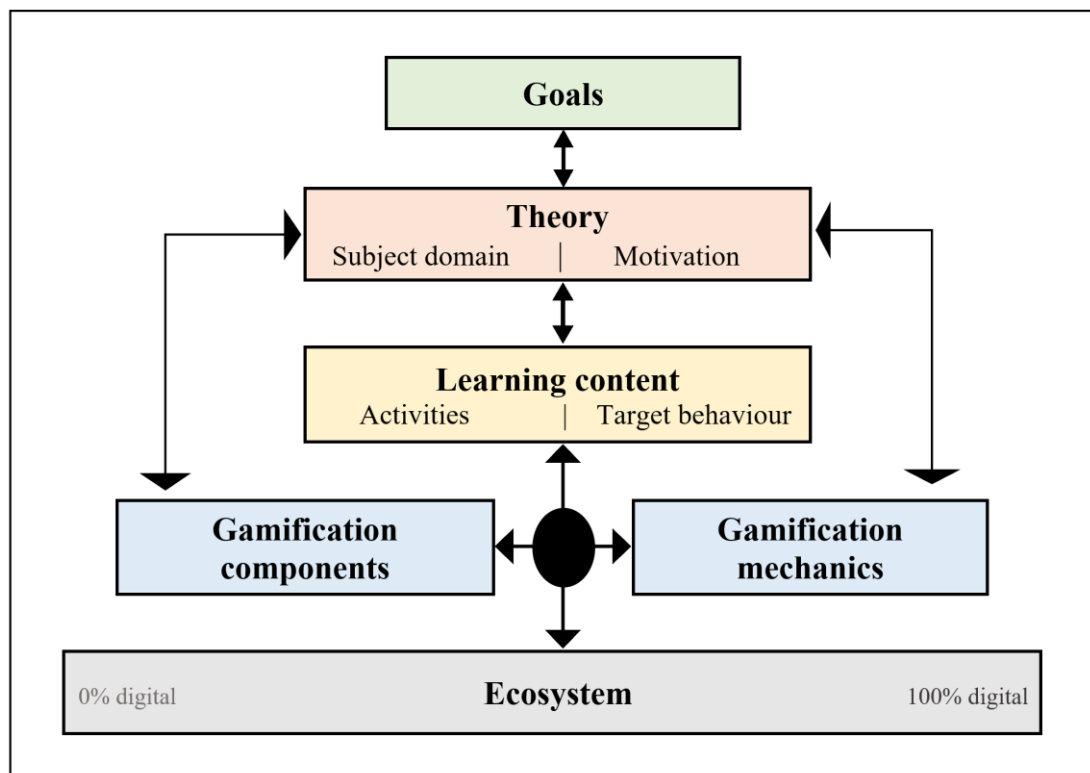 Goals
Theory
Subject domain | Motivation
Learning content
Activities | Target behaviour
Gamification
components
Gamification
mechanics
0% digital Ecosystem 100% digital